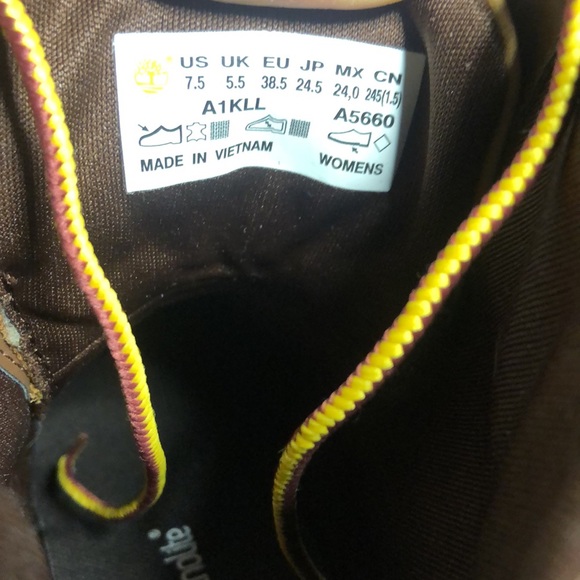 US UK EU JP MX CN
7.5 5.5 38.5 24.5 24,0 245(1.5)
A1KLL A5660
MADE IN VIETNAM WOMENS